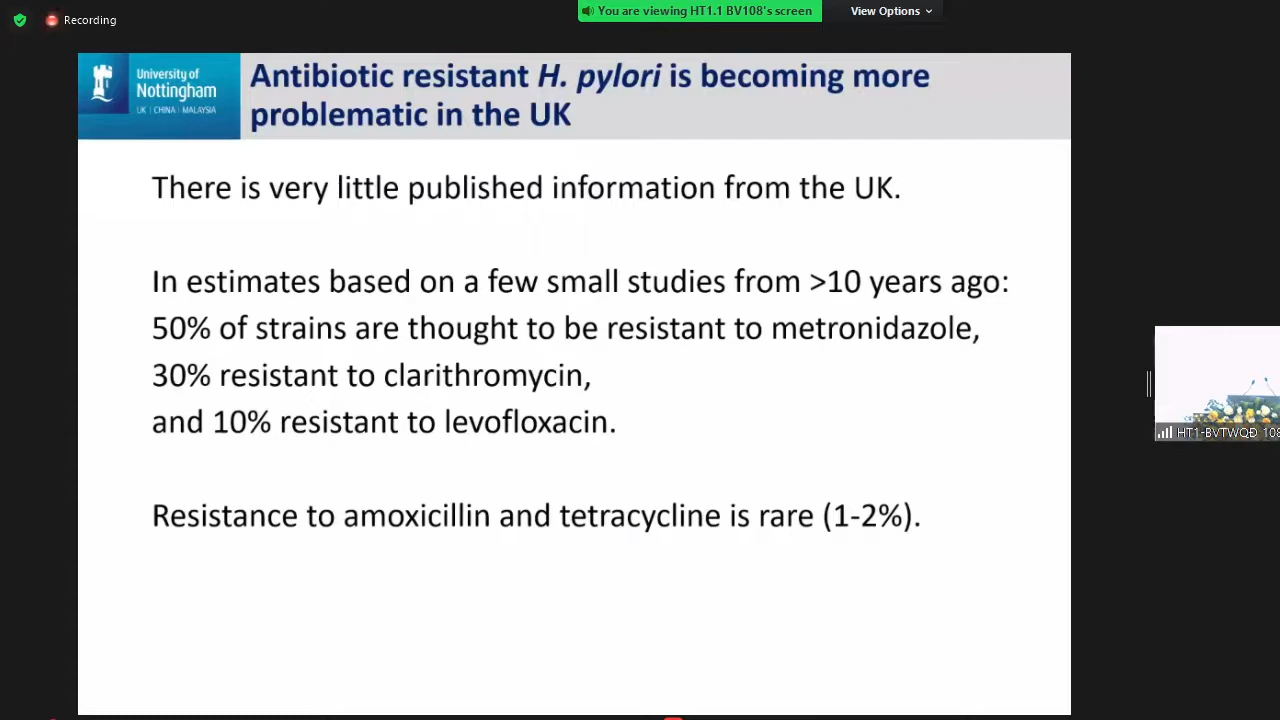 Recording
You are viewing HT1.1 BV108's screen
View Options
University of
Nottingham
UK | CHINA | MALAYSIA
Antibiotic resistant H. pylori is becoming more
problematic in the UK
There is very little published information from the UK.
In estimates based on a few small studies from >10 years ago:
50% of strains are thought to be resistant to metronidazole,
30% resistant to clarithromycin,
and 10% resistant to levofloxacin.
Resistance to amoxicillin and tetracycline is rare (1-2%).
HT1-BVTWQĐ 108